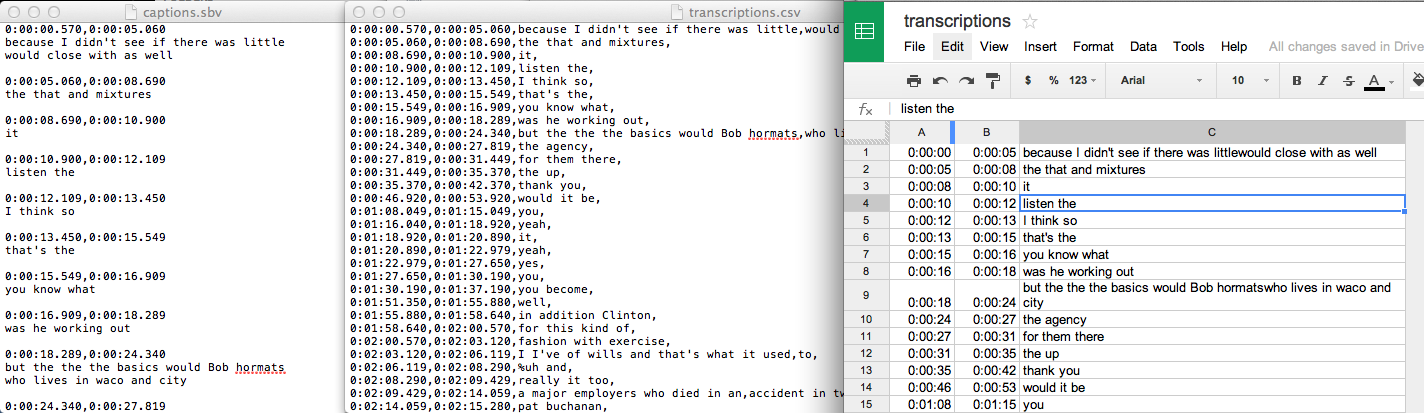 captions.sbv
0:00:00.570,0:00:05.060
because I didn't see if there was little
would close with as well
0:00:05.060,0:00:08.690
the that and mixtures
0:00:08.690,0:00:10.900
it
0:00:10.900,0:00:12.109
listen the
0:00:12.109,0:00:13.450
I think so
0:00:13.450,0:00:15.549
that's the
0:00:15.549,0:00:16.909
you know what
0:00:16.909,0:00:18.289
was he working out
0:00:18.289,0:00:24.340
but the the the basics would Bob hormats
who lives in waco and city
0:00:24.340,0:00:27.819
transcriptions.csv
0:00:00.570,0:00:05.060,because I didn't see if there was little,would
0:00:05.060,0:00:08.690,the that and mixtures,
0:00:08.690,0:00:10.900,it,
0:00:10.900,0:00:12.109,listen the,
0:00:12.109,0:00:13.450,I think so,
0:00:13.450,0:00:15.549,that's the,
0:00:15.549,0:00:16.909,you know what,
0:00:16.909,0:00:18.289,was he working out,
0:00:18.289,0:00:24.340,but the the the basics would Bob hormats,who li
0:00:24.340,0:00:27.819,the agency,
0:00:27.819,0:00:31.449,for them there,
0:00:31.449,0:00:35.370,the up,
0:00:35.370,0:00:42.370,thank you,
0:00:46.920,0:00:53.920,would it be,
0:01:08.049,0:01:15.049,you,
0:01:16.040,0:01:18.920,yeah,
0:01:18.920,0:01:20.890,it,
0:01:20.890,0:01:22.979,yeah,
0:01:22.979,0:01:27.650,yes,
0:01:27.650,0:01:30.190,you,
0:01:30.190,0:01:37.190,you become,
0:01:51.350,0:01:55.880,well,
0:01:55.880,0:01:58.640,in addition Clinton,
0:01:58.640,0:02:00.570,for this kind of,
0:02:00.570,0:02:03.120,fashion with exercise,
0:02:03.120,0:02:06.119,I I've of wills and that's what it used,to,
0:02:06.119,0:02:08.290,%uh and,
0:02:08.290,0:02:09.429,really it too,
0:02:09.429,0:02:14.059,a major employers who died in an,accident in tw
0:02:14.059,0:02:15.280,pat buchanan,
transcriptions
File Edit View Insert Format Data Tools Help All changes saved in Drive
$ % 123 Arial 10 B I S A
fx listen the
A B C
1 0:00:00 0:00:05 because I didn't see if there was littlewould close with as well
2 0:00:05 0:00:08 the that and mixtures
3 0:00:08 0:00:10 it
4 0:00:10 0:00:12 listen the
5 0:00:12 0:00:13 I think so
6 0:00:13 0:00:15 that's the
7 0:00:15 0:00:16 you know what
8 0:00:16 0:00:18 was he working out
9 0:00:18 0:00:24 but the the the basics would Bob hormatswho lives in waco and
city
10 0:00:24 0:00:27 the agency
11 0:00:27 0:00:31 for them there
12 0:00:31 0:00:35 the up
13 0:00:35 0:00:42 thank you
14 0:00:46 0:00:53 would it be
15 0:01:08 0:01:15 you